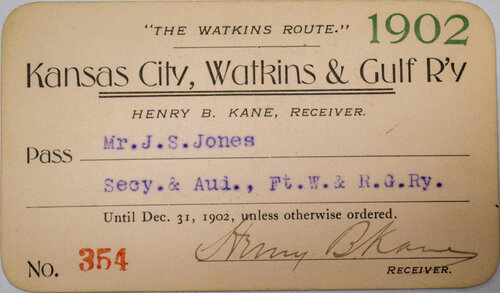 "THE WATKINS ROUTE."
1902
Kansas City, Watkins & Gulf R'y
HENRY B. KANE, RECEIVER.
Pass Mr.J.S.Jones
Secy.& Aui., Ft.W.& R.G.Ry.
Until Dec. 31, 1902, unless otherwise ordered.
Henry B Kane
No. 354 RECEIVER.